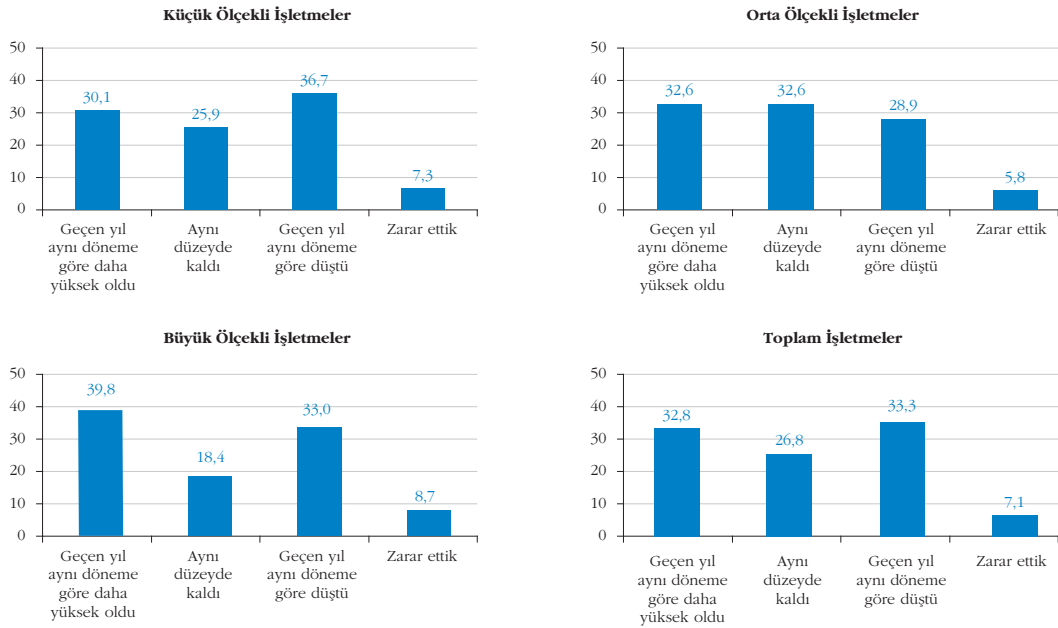 Küçük Ölçekli İşletmeler
50
40
30
20
10
0
30,1
25,9
36,7
7,3
Geçen yıl
aynı döneme
göre daha
yüksek oldu
Aynı
düzeyde
kaldı
Geçen yıl
aynı döneme
göre düştü
Zarar ettik
Orta Ölçekli İşletmeler
50
40
30
20
10
0
32,6
32,6
28,9
5,8
Geçen yıl
aynı döneme
göre daha
yüksek oldu
Aynı
düzeyde
kaldı
Geçen yıl
aynı döneme
göre düştü
Zarar ettik
Büyük Ölçekli İşletmeler
50
40
30
20
10
0
39,8
18,4
33,0
8,7
Geçen yıl
aynı döneme
göre daha
yüksek oldu
Aynı
düzeyde
kaldı
Geçen yıl
aynı döneme
göre düştü
Zarar ettik
Toplam İşletmeler
50
40
30
20
10
0
32,8
26,8
33,3
7,1
Geçen yıl
aynı döneme
göre daha
yüksek oldu
Aynı
düzeyde
kaldı
Geçen yıl
aynı döneme
göre düştü
Zarar ettik